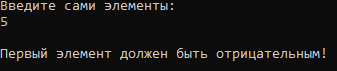 Введите сами элементы:
5
Первый элемент должен быть отрицательным!